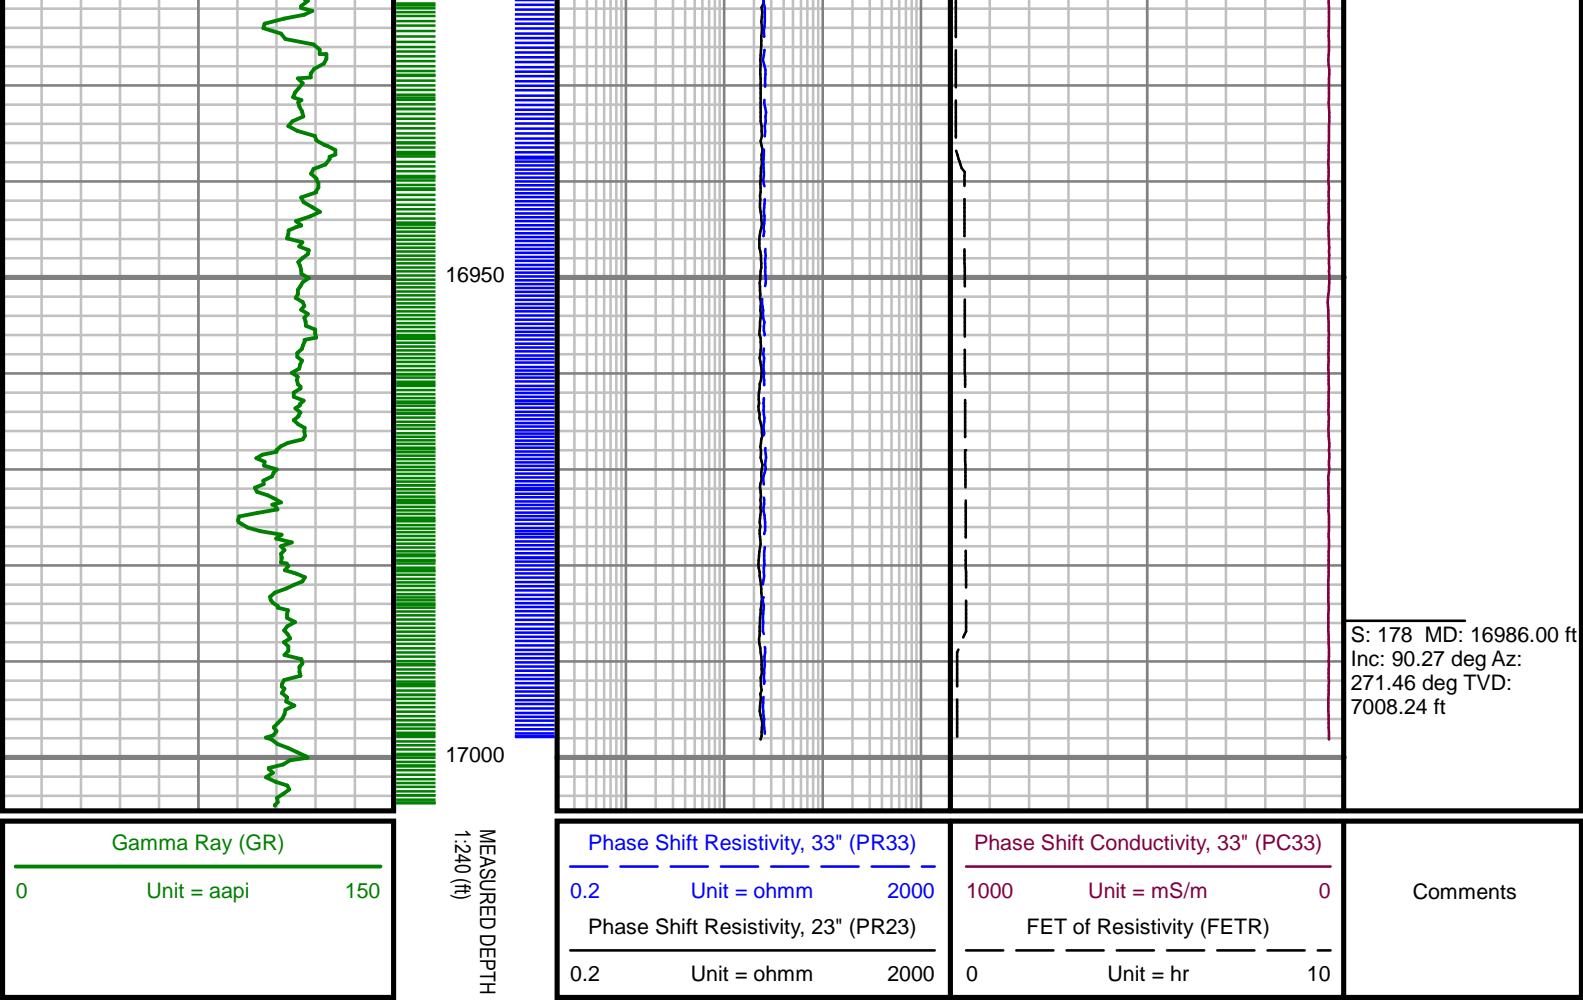 16950
17000
S: 178 MD: 16986.00 ft
Inc: 90.27 deg Az:
271.46 deg TVD:
7008.24 ft
Gamma Ray (GR)
0 Unit = aapi 150
MEASURED DEPTH
1:240 (ft)
Phase Shift Resistivity, 33" (PR33)
0.2 Unit = ohmm 2000
Phase Shift Resistivity, 23" (PR23)
0.2 Unit = ohmm 2000
Phase Shift Conductivity, 33" (PC33)
1000 Unit = mS/m 0
FET of Resistivity (FETR)
0 Unit = hr 10
Comments